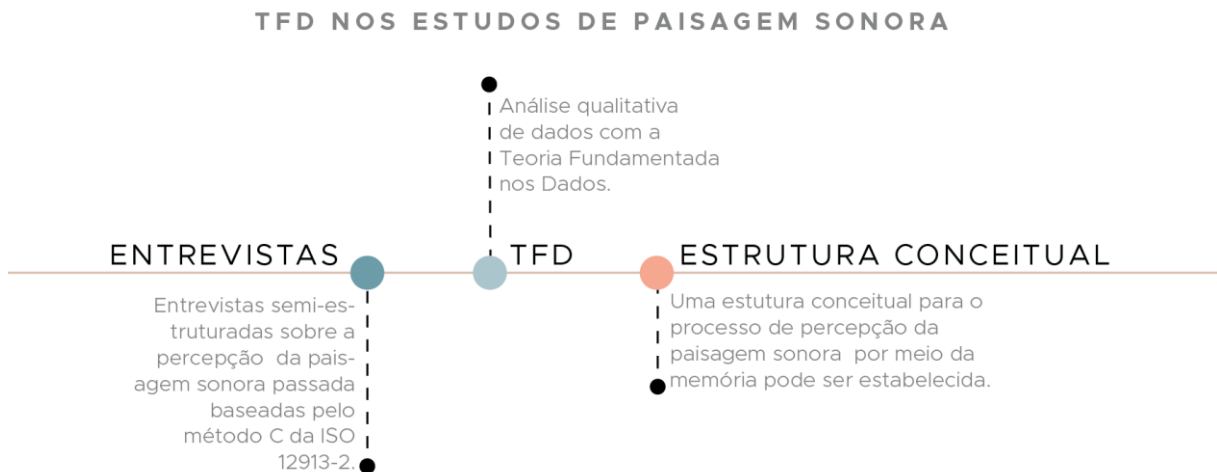 TFD NOS ESTUDOS DE PAISAGEM SONORA
Análise qualitativa
de dados com a
Teoria Fundamentada
nos Dados.
ENTREVISTAS
TFD
ESTRUTURA CONCEITUAL
Entrevistas semi-es-
truturadas sobre a
percepção da pais-
agem sonora passada
baseadas pelo
método C da ISO
12913-2.
Uma estutura conceitual para o
processo de percepção da
paisagem sonora por meio da
memória pode ser estabelecida.